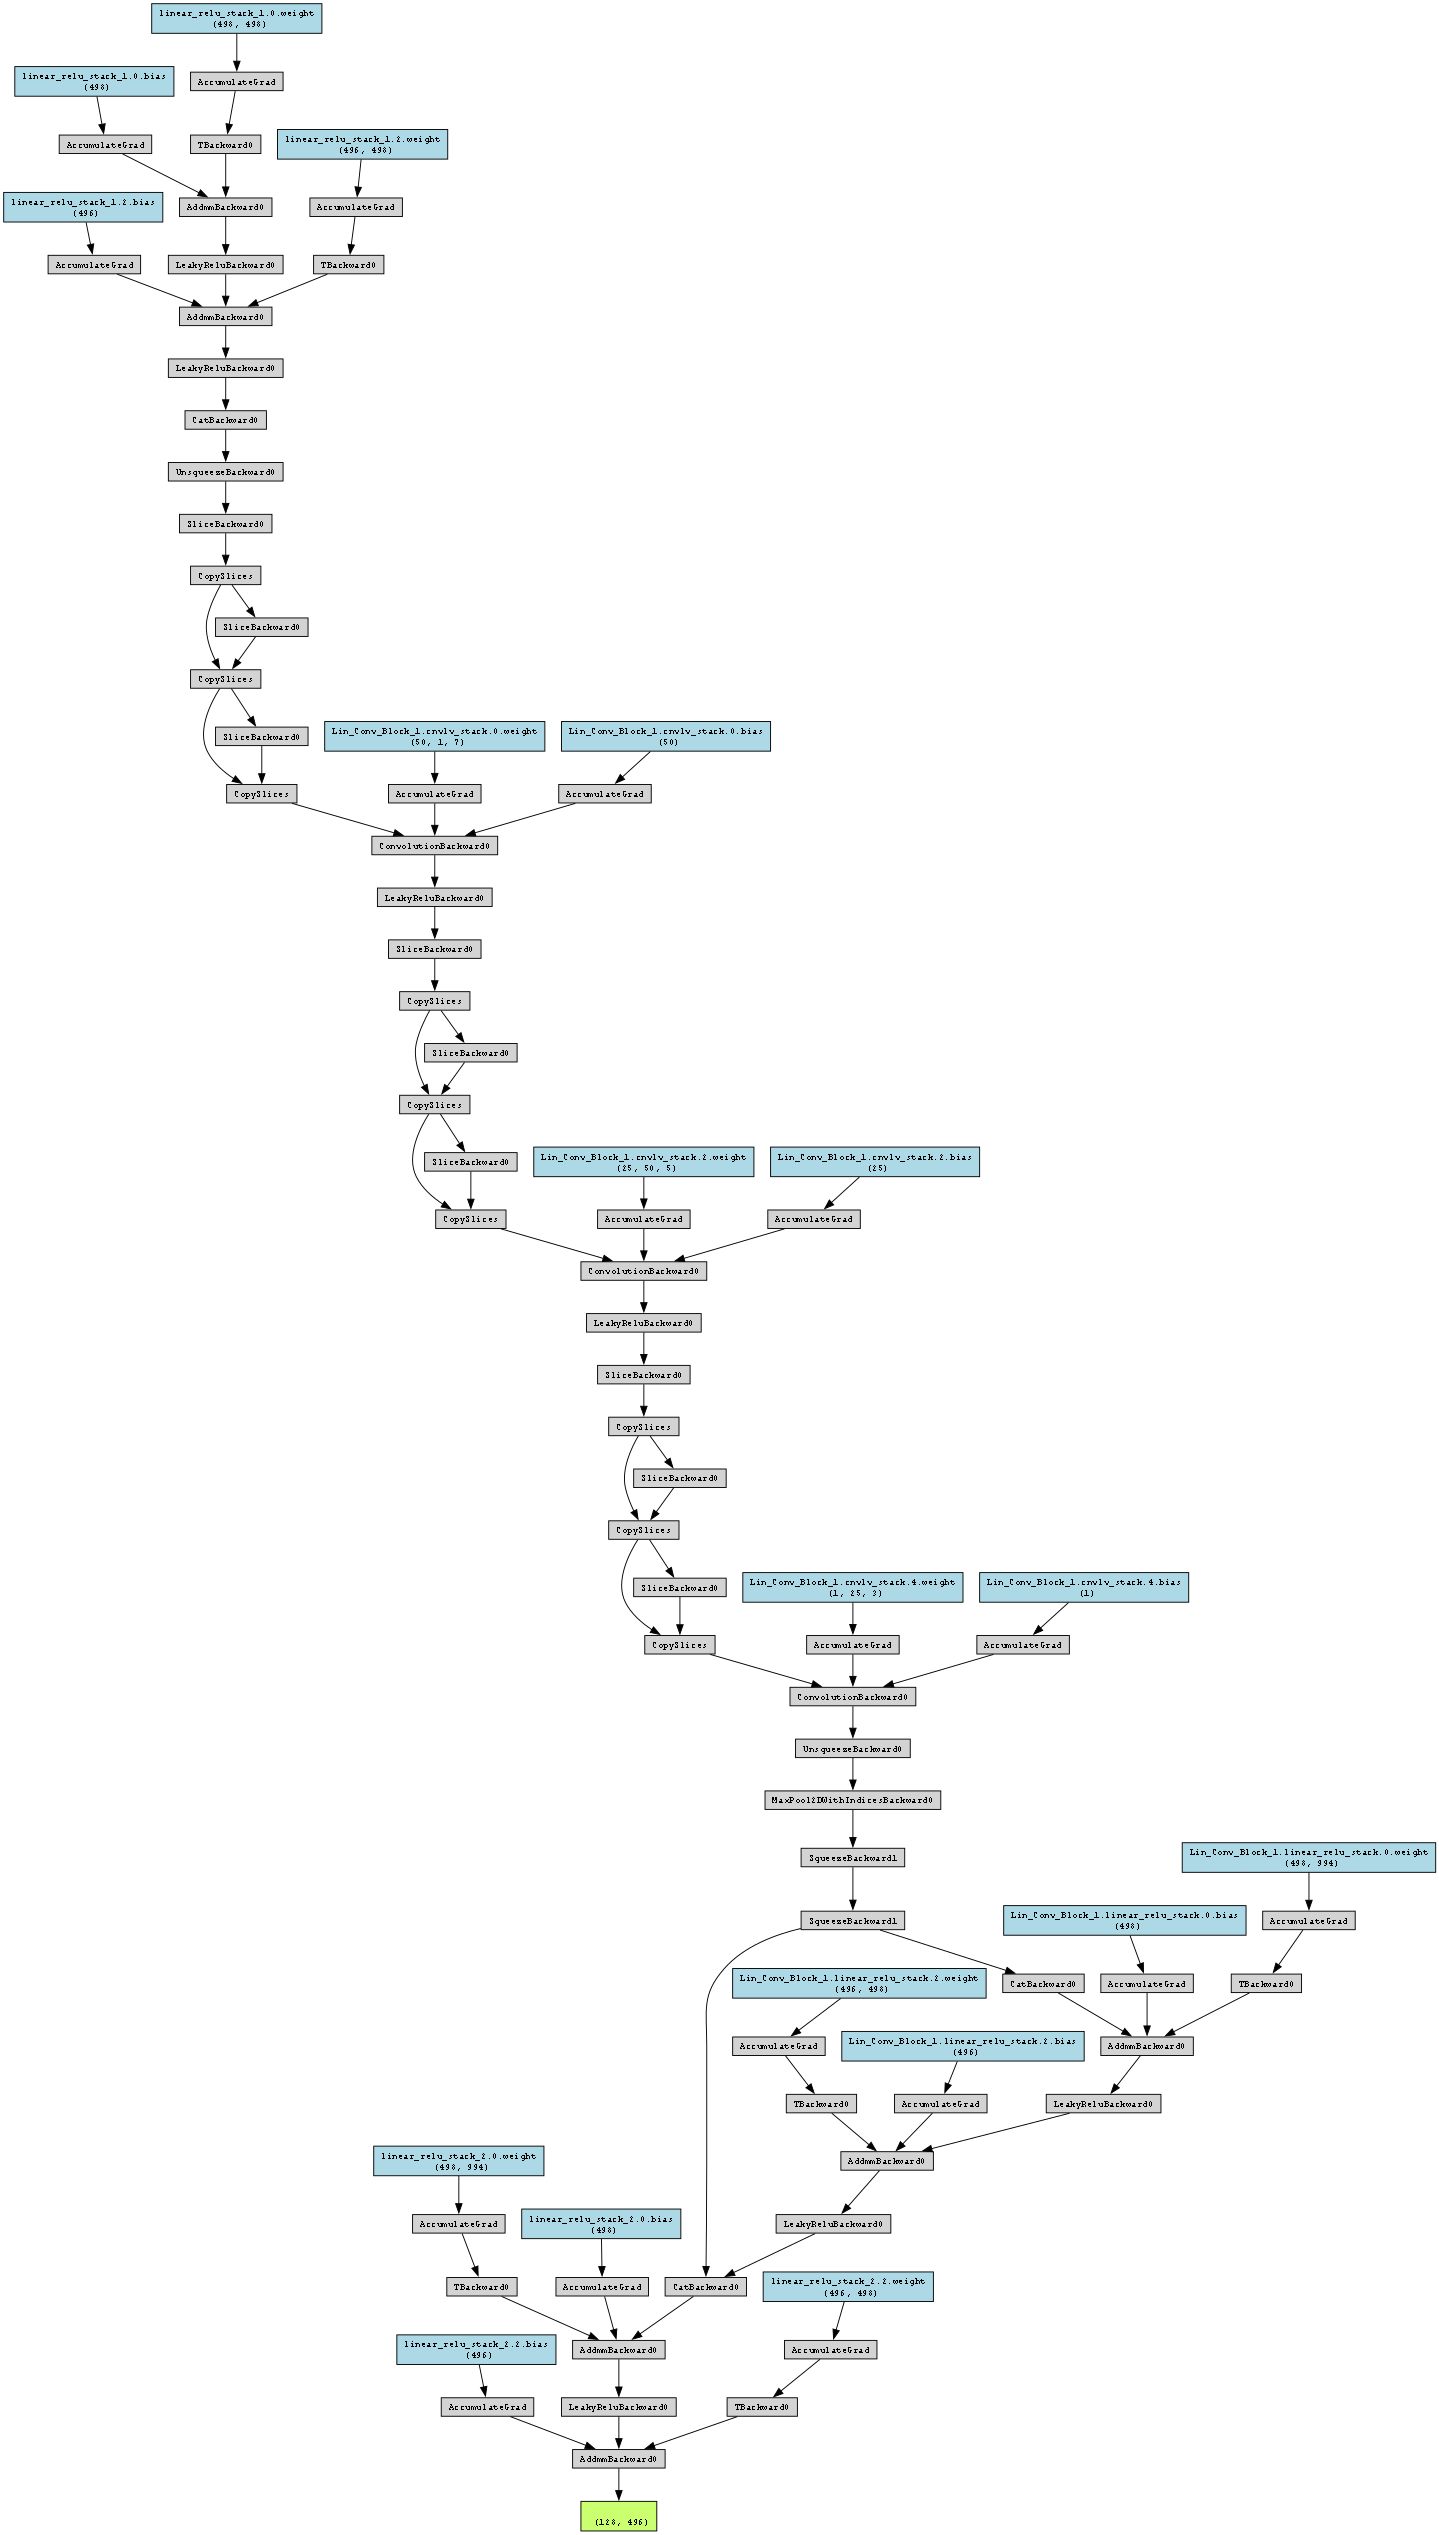 linear_relu_stack_1.0.weight
(498, 498)
linear_relu_stack_1.0.bias
(498)
AccumulateGrad
AccumulateGrad
TBackward0
linear_relu_stack_1.2.weight
(496, 498)
linear_relu_stack_1.2.bias
(496)
AddmmBackward0
AccumulateGrad
AccumulateGrad
LeakyReluBackward0
TBackward0
AddmmBackward0
LeakyReluBackward0
CatBackward0
UnsqueezeBackward0
SliceBackward0
CopySlices
SliceBackward0
CopySlices
SliceBackward0
Lin_Conv_Block_1.cnvlv_stack.0.weight
(50, 1, 7)
Lin_Conv_Block_1.cnvlv_stack.0.bias
(50)
CopySlices
AccumulateGrad
AccumulateGrad
ConvolutionBackward0
LeakyReluBackward0
SliceBackward0
CopySlices
SliceBackward0
CopySlices
SliceBackward0
Lin_Conv_Block_1.cnvlv_stack.2.weight
(25, 50, 5)
Lin_Conv_Block_1.cnvlv_stack.2.bias
(25)
CopySlices
AccumulateGrad
AccumulateGrad
ConvolutionBackward0
LeakyReluBackward0
SliceBackward0
CopySlices
SliceBackward0
CopySlices
SliceBackward0
Lin_Conv_Block_1.cnvlv_stack.4.weight
(1, 25, 3)
Lin_Conv_Block_1.cnvlv_stack.4.bias
(1)
CopySlices
AccumulateGrad
AccumulateGrad
ConvolutionBackward0
UnsqueezeBackward0
MaxPool2DWithIndicesBackward0
SqueezeBackward1
Lin_Conv_Block_1.linear_relu_stack.0.weight
(498, 994)
SqueezeBackward1
Lin_Conv_Block_1.linear_relu_stack.0.bias
(498)
AccumulateGrad
Lin_Conv_Block_1.linear_relu_stack.2.weight
(496, 498)
CatBackward0
AccumulateGrad
TBackward0
AccumulateGrad
Lin_Conv_Block_1.linear_relu_stack.2.bias
(496)
AddmmBackward0
TBackward0
AccumulateGrad
LeakyReluBackward0
linear_relu_stack_2.0.weight
(498, 994)
AddmmBackward0
AccumulateGrad
linear_relu_stack_2.0.bias
(498)
LeakyReluBackward0
TBackward0
AccumulateGrad
CatBackward0
linear_relu_stack_2.2.weight
(496, 498)
linear_relu_stack_2.2.bias
(496)
AddmmBackward0
AccumulateGrad
AccumulateGrad
LeakyReluBackward0
TBackward0
AddmmBackward0
(128, 496)